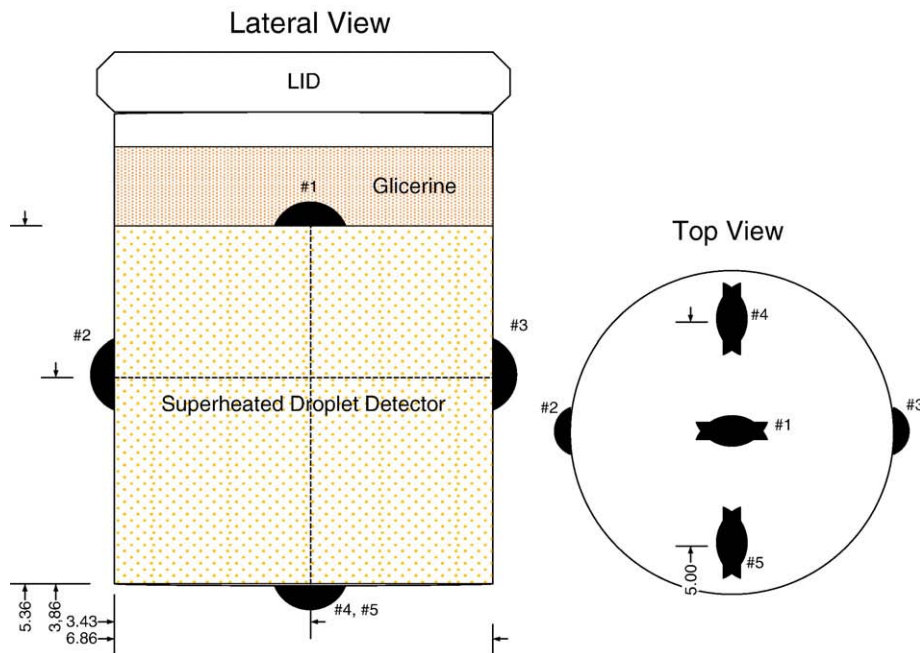 Lateral View
LID
Glicerine
#1
#2
#3
Superheated Droplet Detector
#4, #5
5.36
3.86
3.43
6.86
Top View
#4
#2
#1
#3
#5
5.00